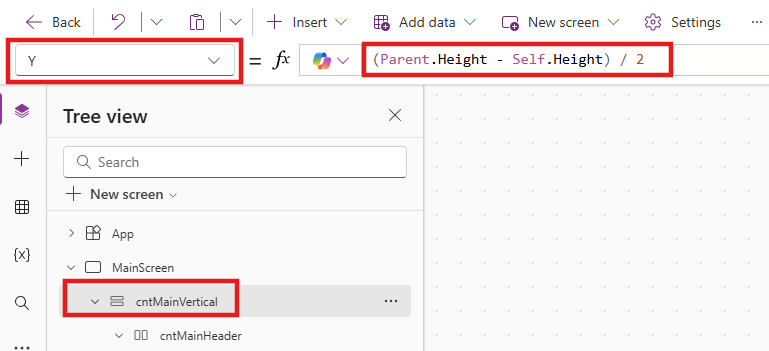 Back Insert Add data New screen Settings
Y = fx (Parent.Height - Self.Height) / 2
Tree view
Search
New screen
App
{x} MainScreen
cntMainVertical
cntMainHeader